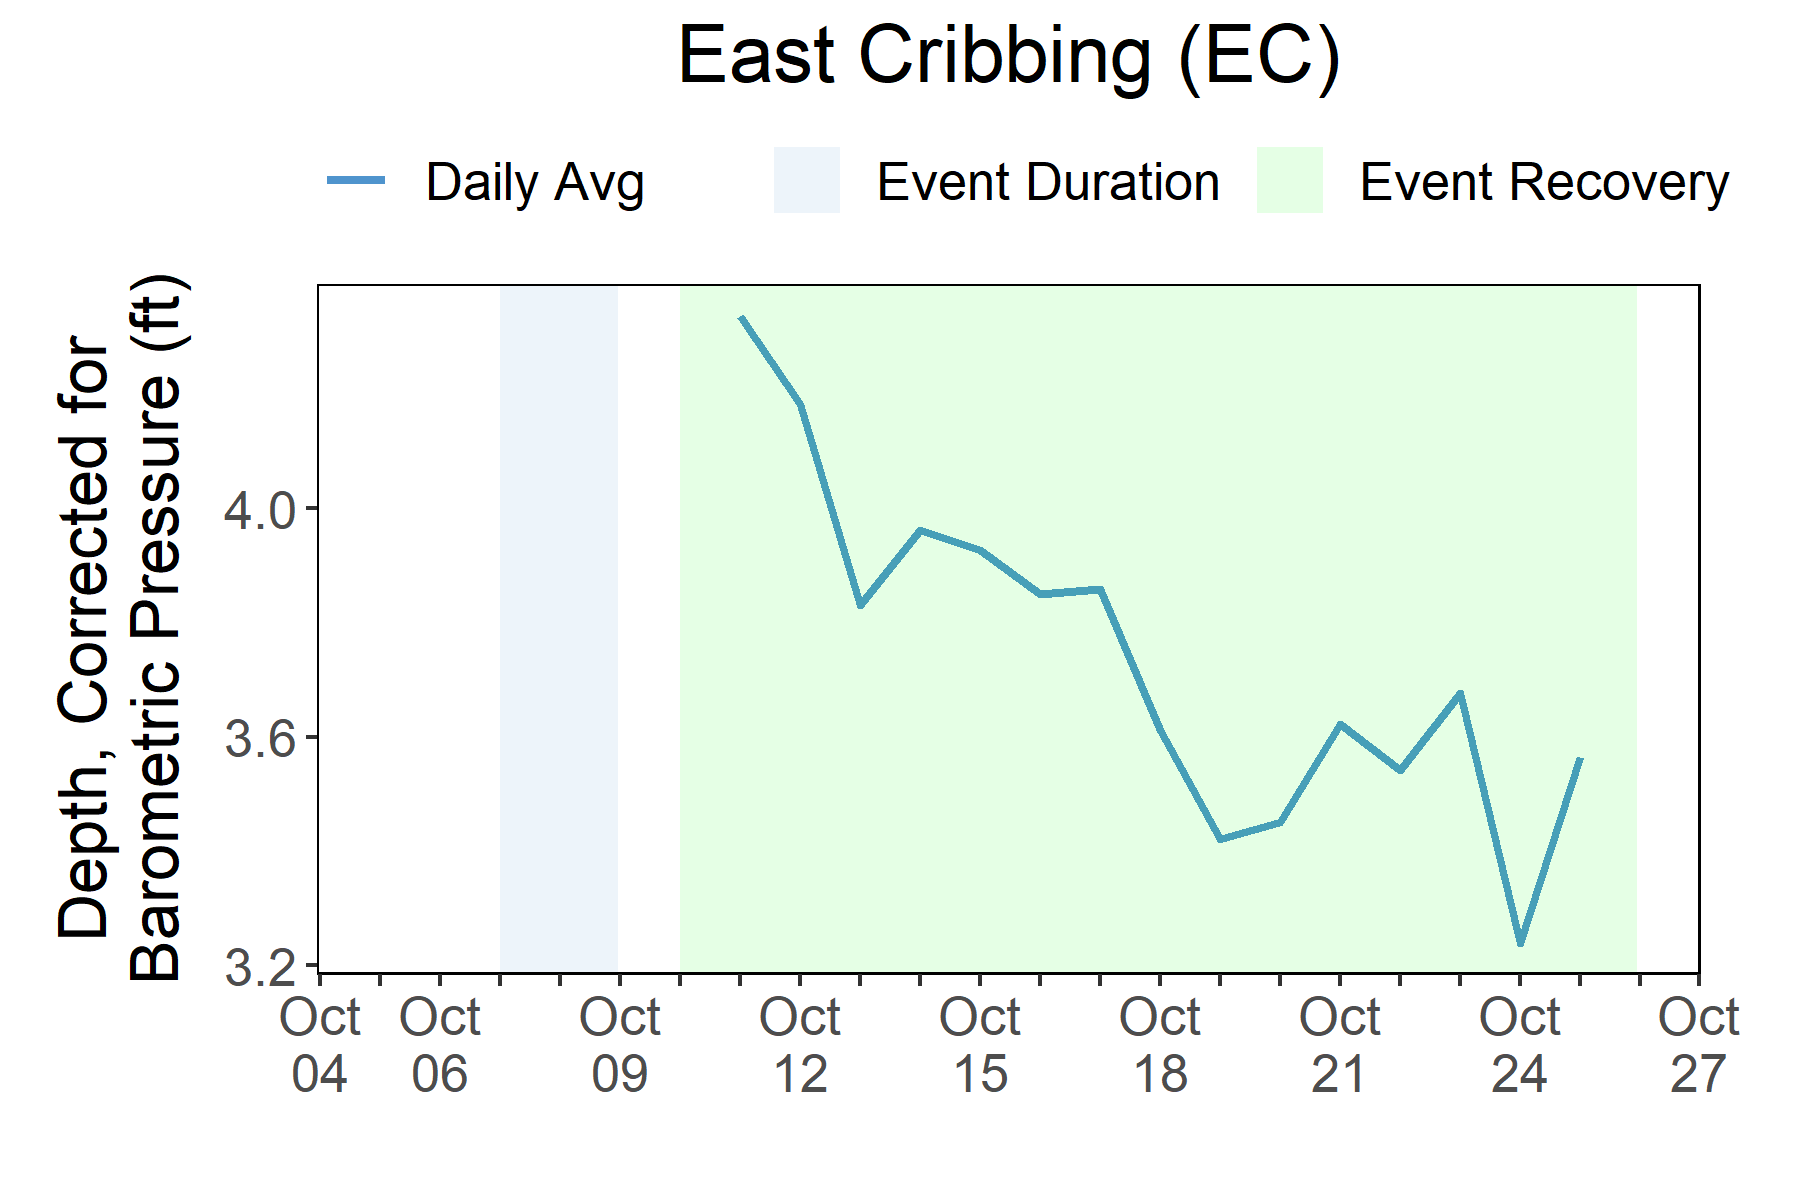 East Cribbing (EC)
Daily Avg
Event Duration
Event Recovery
Depth, Corrected for
Barometric Pressure (ft)
4.0
3.6
3.2
Oct
04
Oct
06
Oct
09
Oct
12
Oct
15
Oct
18
Oct
21
Oct
24
Oct
27